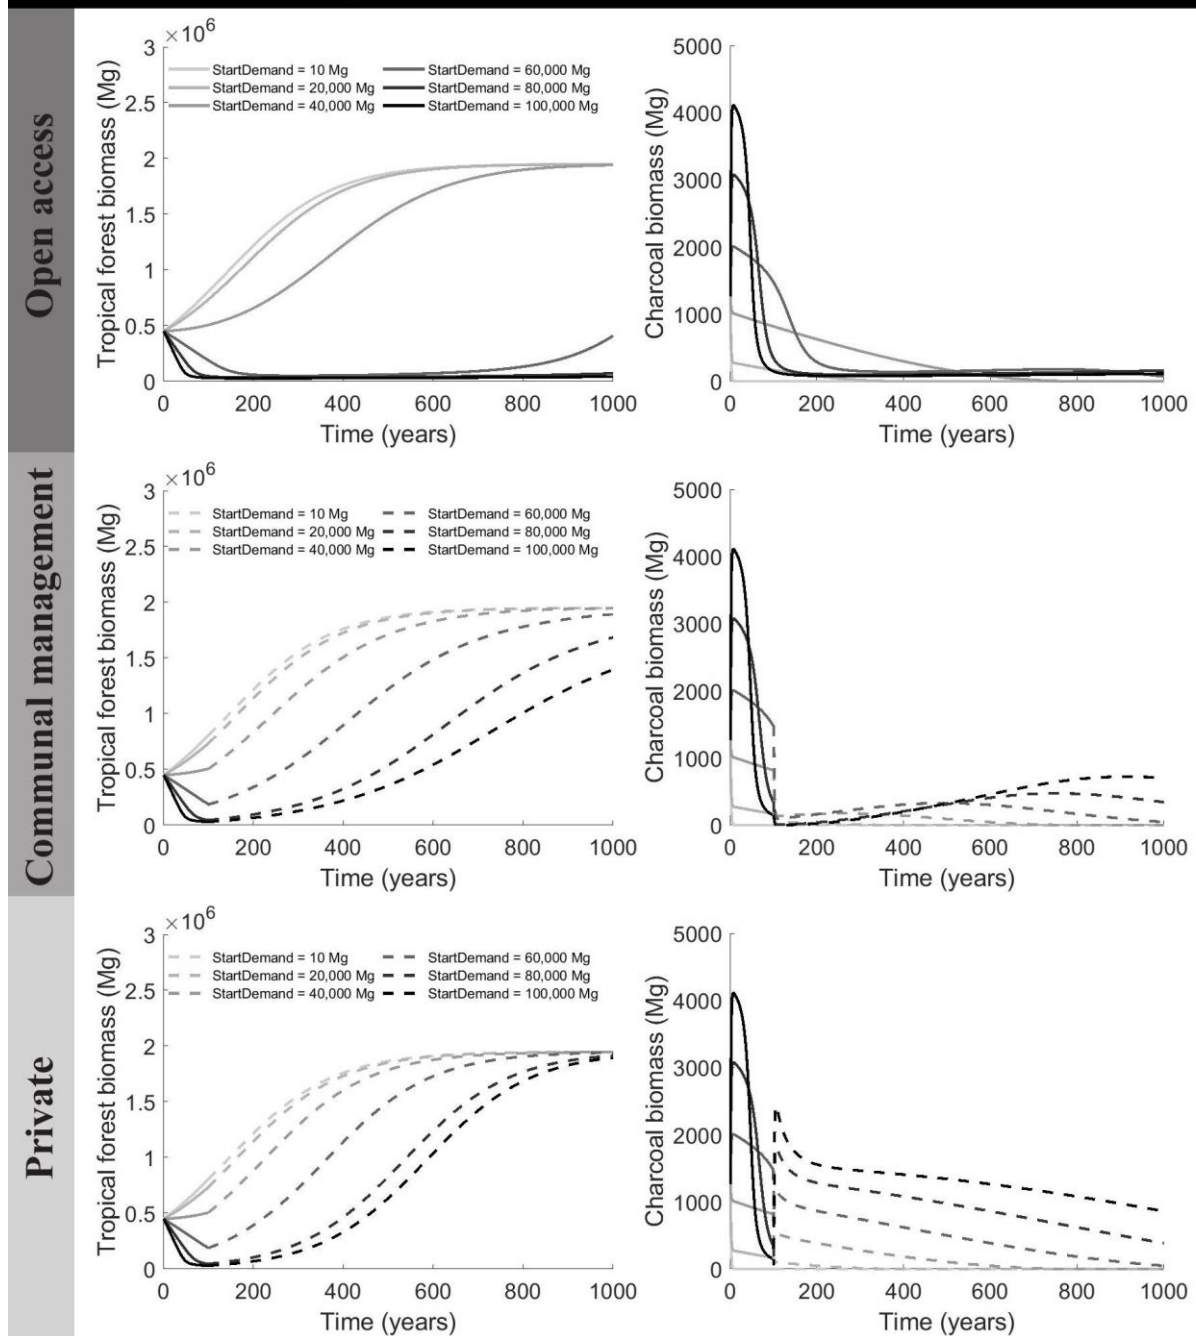 Open access
×10⁶
Tropical forest biomass (Mg)
3
2.5
2
1.5
1
0.5
0
StartDemand = 10 Mg
StartDemand = 20,000 Mg
StartDemand = 40,000 Mg
StartDemand = 60,000 Mg
StartDemand = 80,000 Mg
StartDemand = 100,000 Mg
0 200 400 600 800 1000
Time (years)
Charcoal biomass (Mg)
5000
4000
3000
2000
1000
0
0 200 400 600 800 1000
Time (years)
Communal management
×10⁶
Tropical forest biomass (Mg)
3
2.5
2
1.5
1
0.5
0
StartDemand = 10 Mg
StartDemand = 20,000 Mg
StartDemand = 40,000 Mg
StartDemand = 60,000 Mg
StartDemand = 80,000 Mg
StartDemand = 100,000 Mg
0 200 400 600 800 1000
Time (years)
Charcoal biomass (Mg)
5000
4000
3000
2000
1000
0
0 200 400 600 800 1000
Time (years)
Private
×10⁶
Tropical forest biomass (Mg)
3
2.5
2
1.5
1
0.5
0
StartDemand = 10 Mg
StartDemand = 20,000 Mg
StartDemand = 40,000 Mg
StartDemand = 60,000 Mg
StartDemand = 80,000 Mg
StartDemand = 100,000 Mg
0 200 400 600 800 1000
Time (years)
Charcoal biomass (Mg)
5000
4000
3000
2000
1000
0
0 200 400 600 800 1000
Time (years)